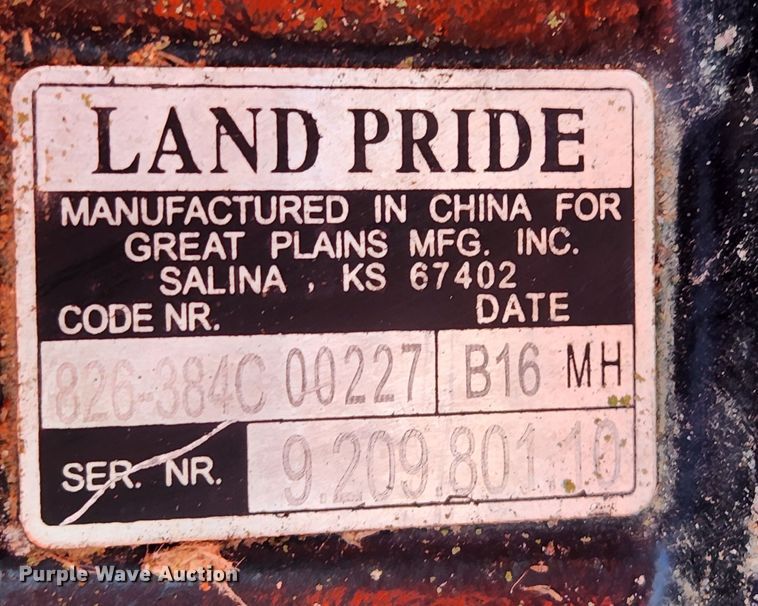 LAND PRIDE
MANUFACTURED IN CHINA FOR
GREAT PLAINS MFG. INC.
SALINA , KS 67402
CODE NR. DATE
826-384C 00227 B16 MH
SER. NR. 9.209.801.10
Purple Wave Auction